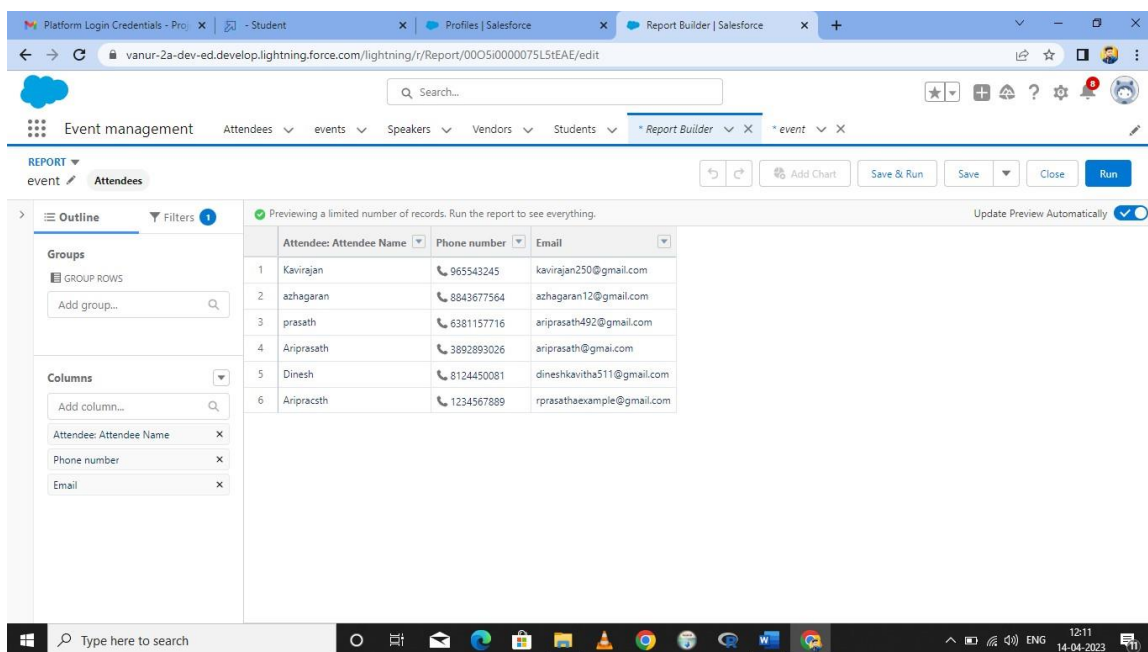 Platform Login Credentials - Proj
- Student
Profiles | Salesforce
Report Builder | Salesforce
vanur-2a-dev-ed.develop.lightning.force.com/lightning/r/Report/00O5i0000075L5tEAE/edit
Search...
8
Event management
Attendees
events
Speakers
Vendors
Students
* Report Builder
* event
REPORT
event
Attendees
Add Chart
Save & Run
Save
Close
Run
Outline
Filters 1
Previewing a limited number of records. Run the report to see everything.
Update Preview Automatically
Groups
GROUP ROWS
Add group...
Columns
Add column...
Attendee: Attendee Name
Phone number
Email
Attendee: Attendee Name Phone number Email
1 Kavirajan 965543245 kavirajan250@gmail.com
2 azhagaran 8843677564 azhagaran12@gmail.com
3 prasath 6381157716 ariprasath492@gmail.com
4 Ariprasath 3892893026 ariprasath@gmai.com
5 Dinesh 8124450081 dineshkavitha511@gmail.com
6 Aripracsth 1234567889 rprasathaexample@gmail.com
Type here to search
ENG
12:11
14-04-2023